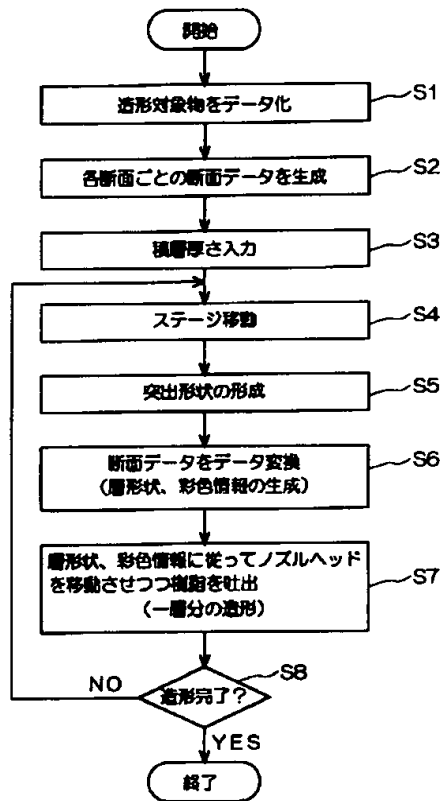 開始
造形対象物をデータ化
S1
各断面ごとの断面データを生成
S2
積層厚さ入力
S3
ステージ移動
S4
突出形状の形成
S5
断面データをデータ変換
(層形状、彩色情報の生成)
S6
層形状、彩色情報に従ってノズルヘッド
を移動させつつ樹脂を吐出
(一層分の造形)
S7
造形完了?
S8
NO
YES
終了